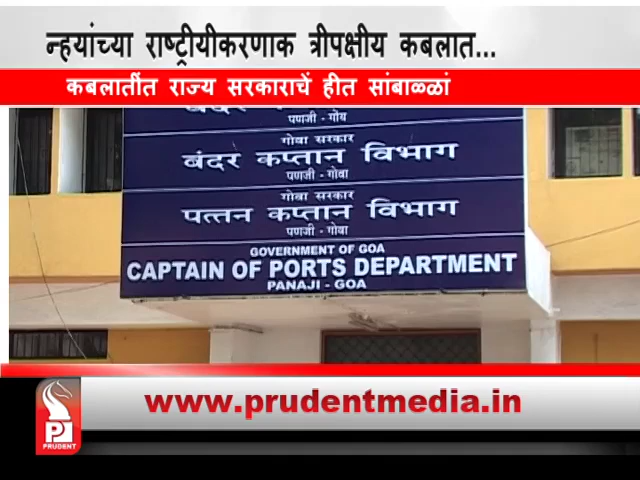 न्हयांच्या राष्ट्रीयीकरणाक त्रीपक्षीय कबलात...
कबलातींत राज्य सरकाराचें हीत सांबाळ्ळां
पणजी - गोय
गोवा सरकार
बंदर कप्तान विभाग
पणजी - गोवा
गोवा सरकार
पत्तन कप्तान विभाग
पणजी - गोवा
GOVERNMENT OF GOA
CAPTAIN OF PORTS DEPARTMENT
PANAJI - GOA
www.prudentmedia.in
PRUDENT